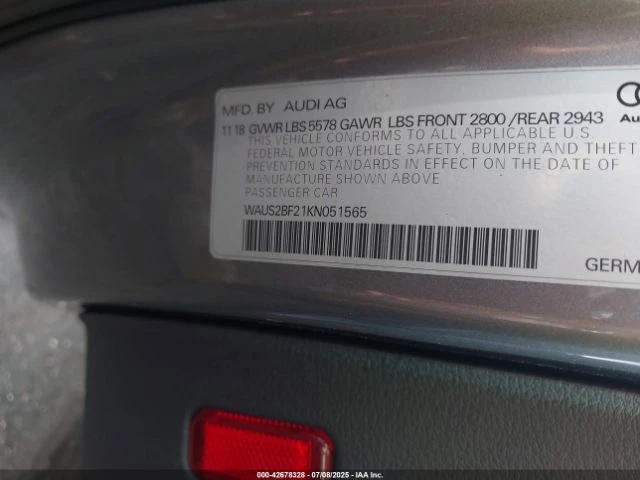 MFD. BY AUDI AG
11 18 GVWR LBS 5578 GAWR LBS FRONT 2800 /REAR 2943
THIS VEHICLE CONFORMS TO ALL APPLICABLE U S
FEDERAL MOTOR VEHICLE SAFETY, BUMPER AND THEFT
PREVENTION STANDARDS IN EFFECT ON THE DATE OF
MANUFACTURE SHOWN ABOVE
PASSENGER CAR
WAUS2BF21KN051565
Au
GERM
000-42678328 - 07/08/2025 - IAAW